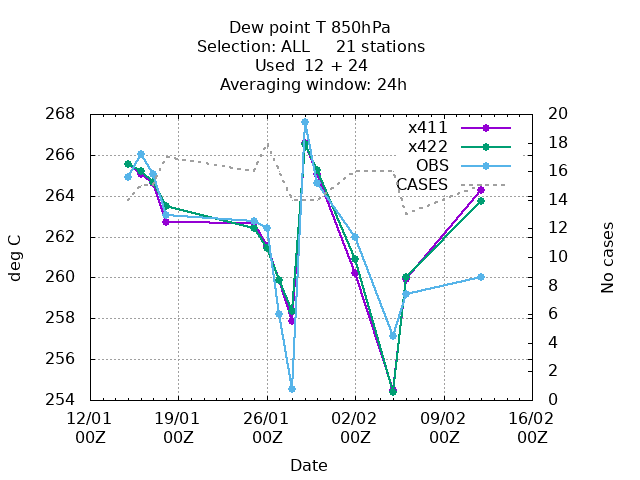 Dew point T 850hPa
Selection: ALL     21 stations
Used  12 + 24
Averaging window: 24h
268
266
264
262
260
258
256
254
20
18
16
14
12
10
8
6
4
2
0
x411
x422
OBS
CASES
deg C
No cases
12/01 19/01 26/01 02/02 09/02 16/02
00Z 00Z 00Z 00Z 00Z 00Z
Date